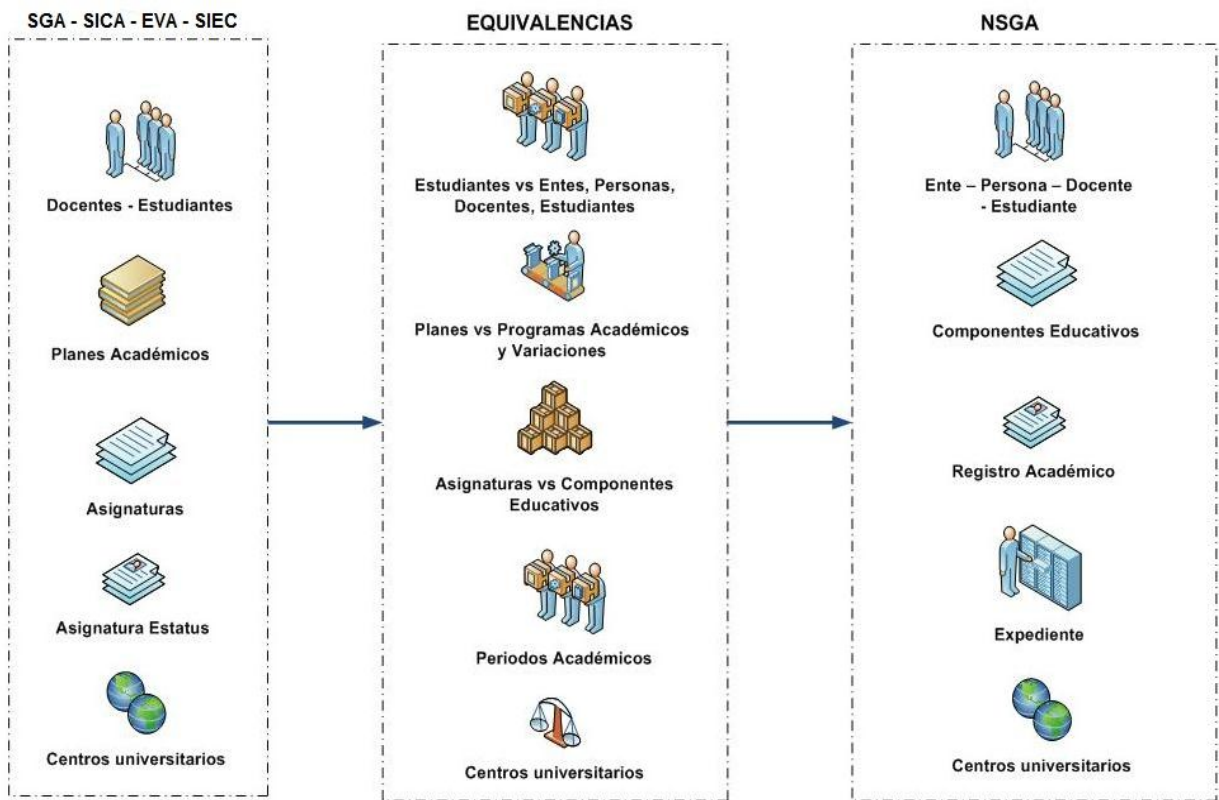 SGA - SICA - EVA - SIEC
Docentes - Estudiantes
Planes Académicos
Asignaturas
Asignatura Estatus
Centros universitarios
EQUIVALENCIAS
Estudiantes vs Entes, Personas,
Docentes, Estudiantes
Planes vs Programas Académicos
y Variaciones
Asignaturas vs Componentes
Educativos
Periodos Académicos
Centros universitarios
NSGA
Ente – Persona – Docente
- Estudiante
Componentes Educativos
Registro Académico
Expediente
Centros universitarios